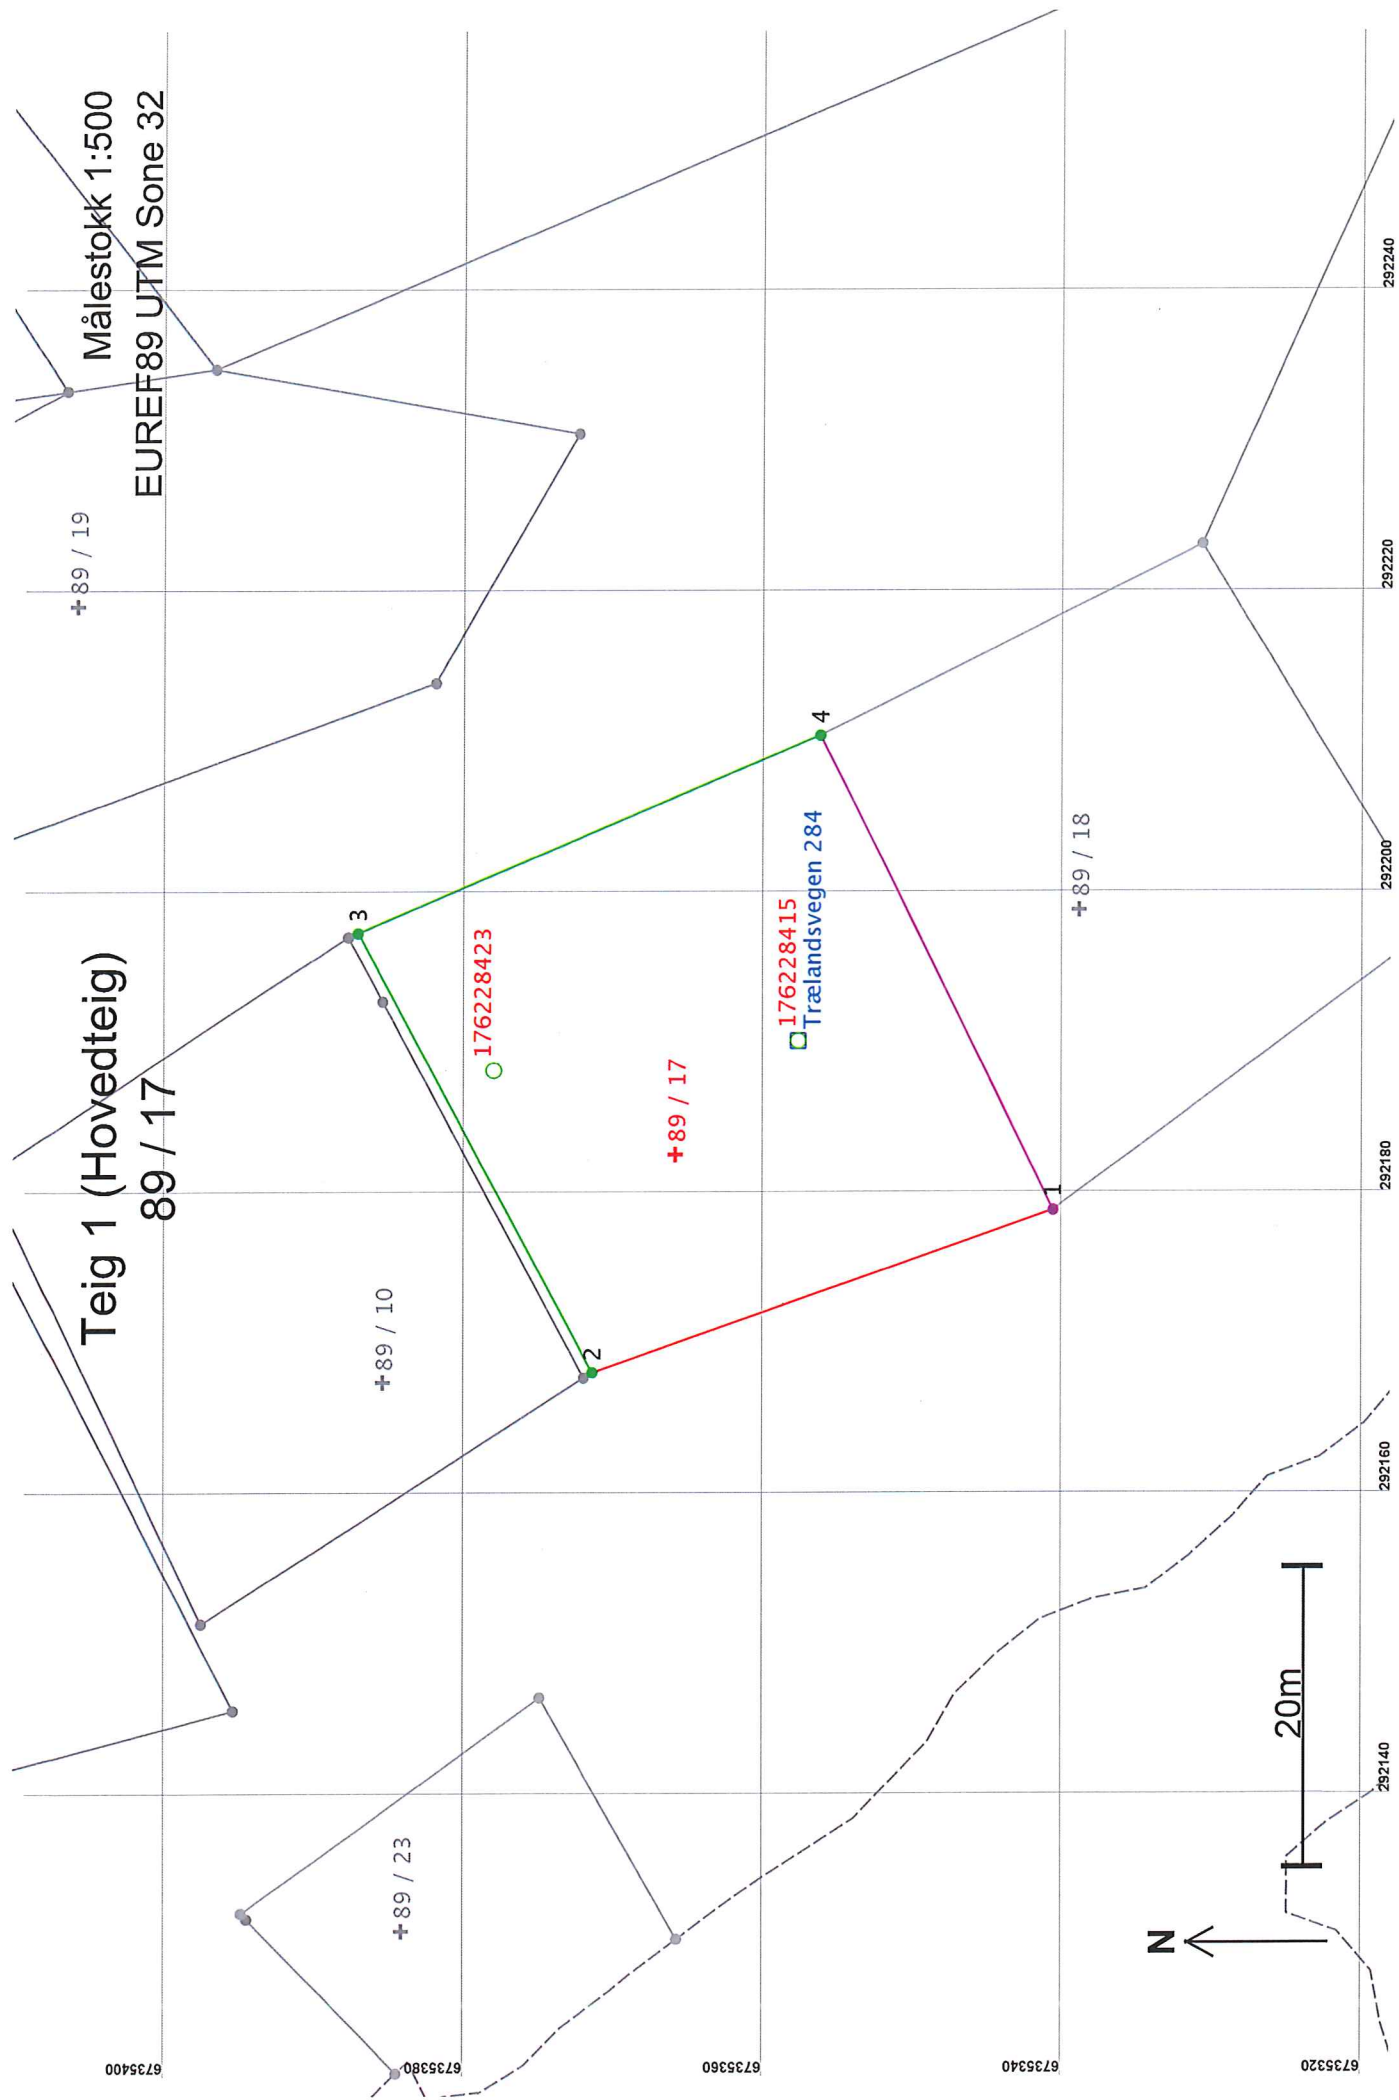 Teig 1 (Hovedteig)
89 / 17
Målestokk 1:500
EUREF89 UTM Sone 32
+89 / 19
+89 / 10
+89 / 23
3
176228423
2
+89 / 17
176228415
Trælandsvegen 284
4
1
+89 / 18
N
20m
6735400
6735380
6735360
6735340
6735320
292140
292160
292180
292200
292220
292240